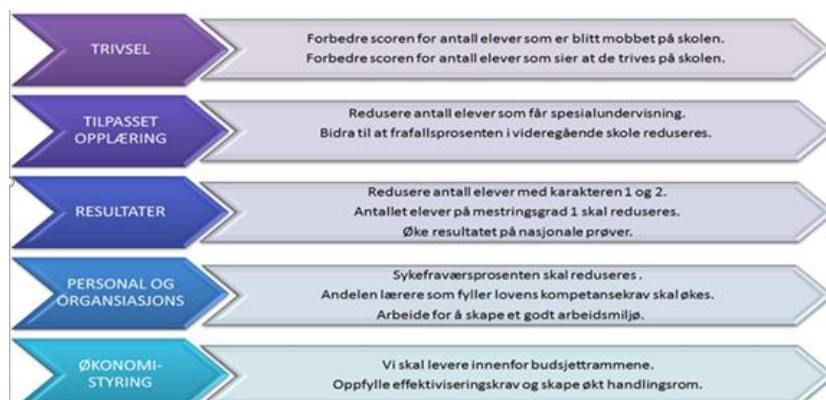 TRIVSEL
Forbedre scoren for antall elever som er blitt mobbet på skolen.
Forbedre scoren for antall elever som sier at de trives på skolen.
TILPASSET
OPPLÆRING
Redusere antall elever som får spesialundervisning.
Bidra til at frafallsprosenten i videregående skole reduseres.
RESULTATER
Redusere antall elever med karakteren 1 og 2.
Antallet elever på mestringsgrad 1 skal reduseres.
Øke resultatet på nasjonale prøver.
PERSONAL OG
ORGANSIASJONS
Sykefraværsprosenten skal reduseres .
Andelen lærere som fyller lovens kompetansekrav skal økes.
Arbeide for å skape et godt arbeidsmiljø.
ØKONOMI-
STYRING
Vi skal levere innenfor budsjettrammene.
Oppfylle effektiviseringskrav og skape økt handlingsrom.